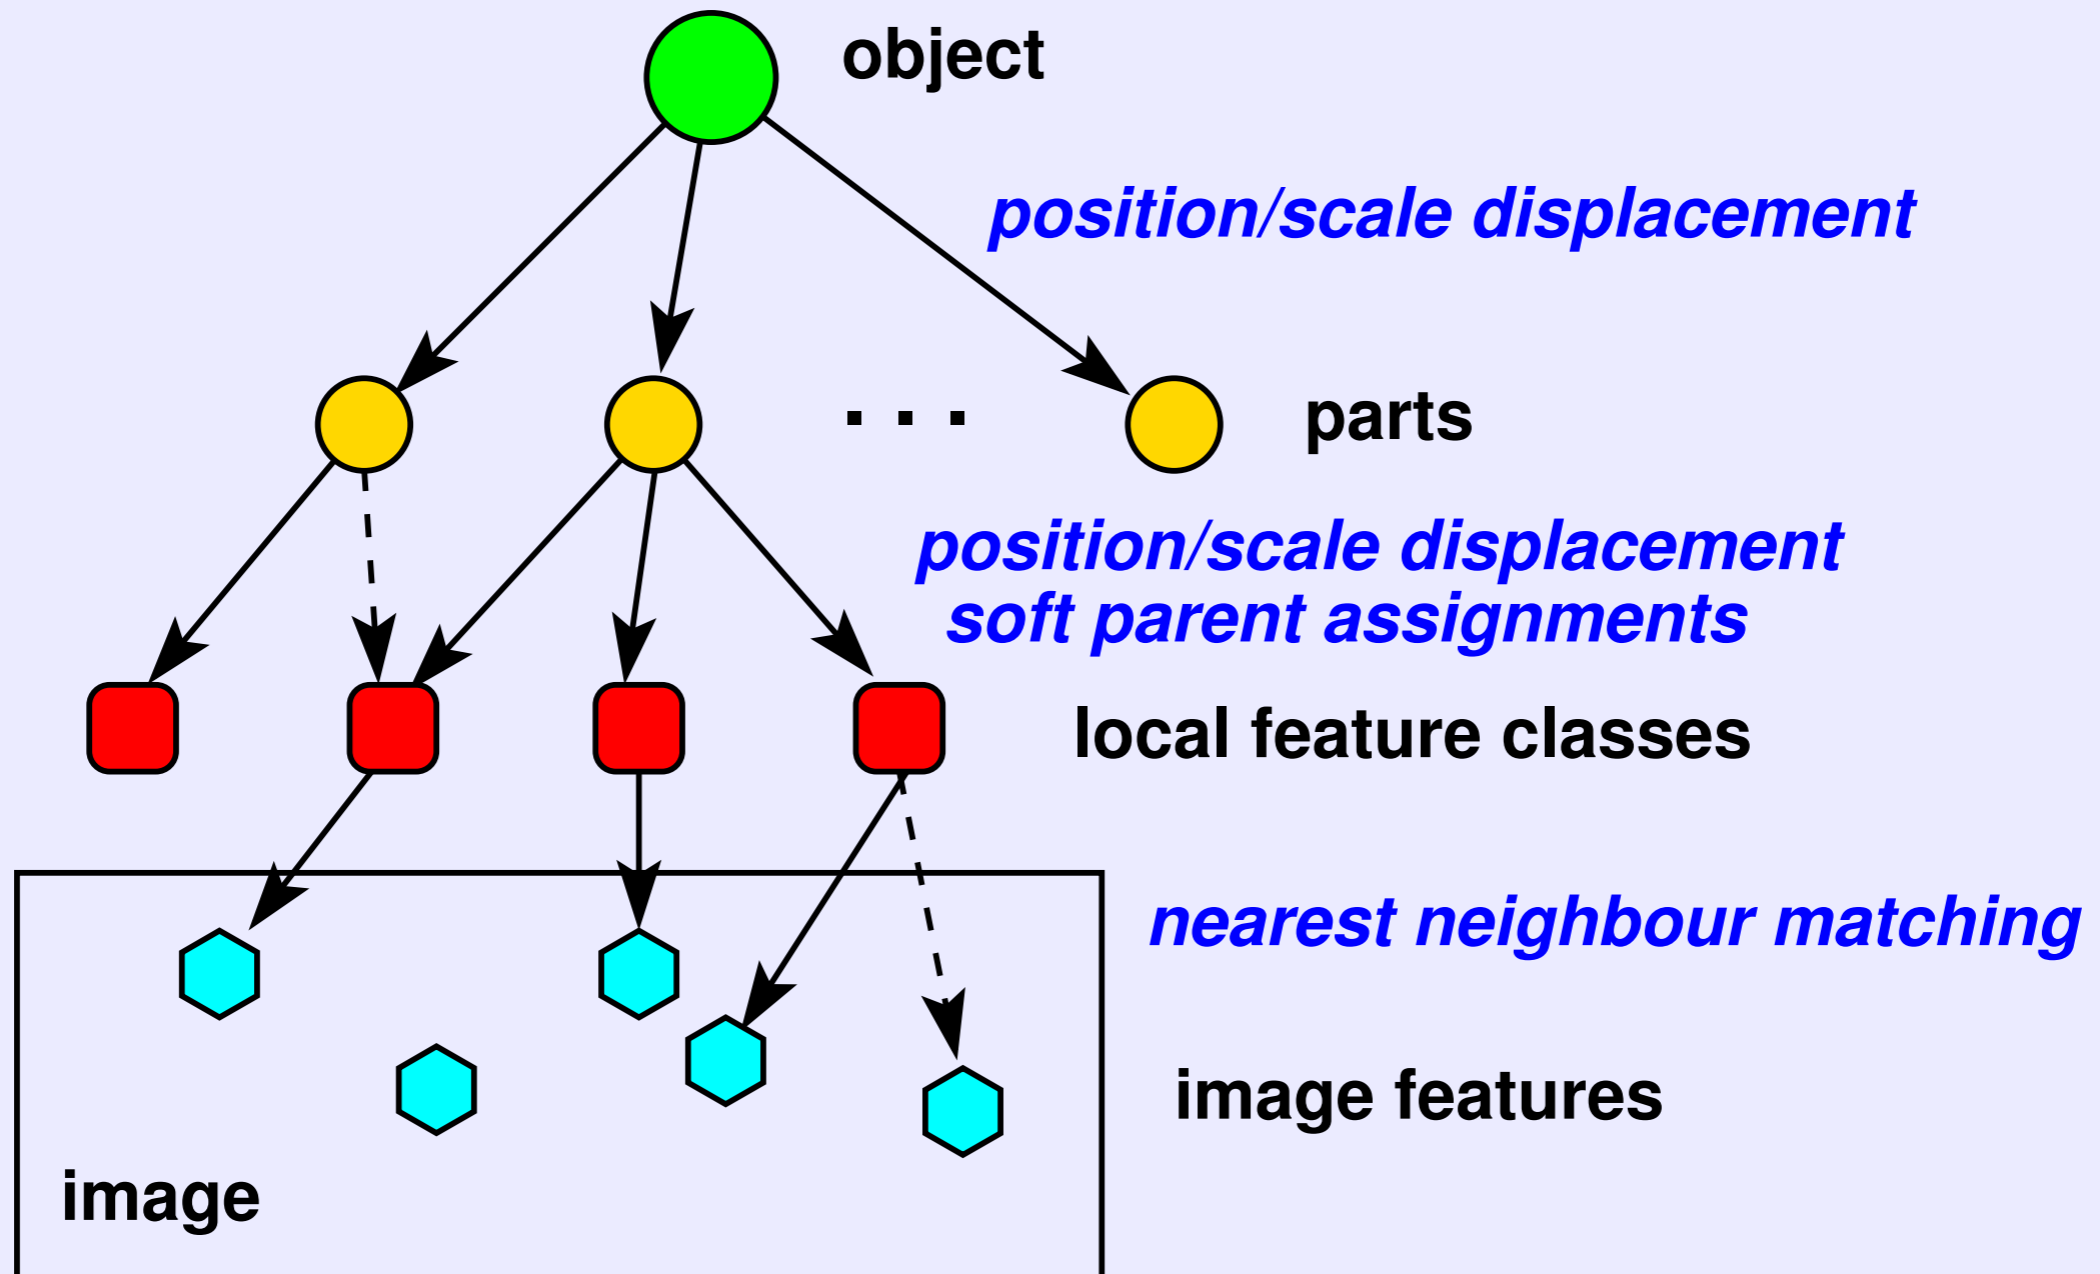 object
position/scale displacement
. . .
parts
position/scale displacement
soft parent assignments
local feature classes
nearest neighbour matching
image features
image